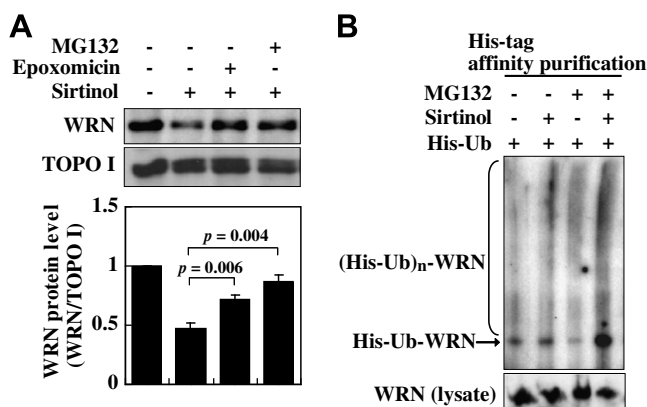 A
MG132 - - - +
Epoxomicin - - + -
Sirtinol - + + +
WRN
TOPO I
WRN protein level
(WRN/TOPO I)
1.5
1
0.5
0
p = 0.004
p = 0.006
B
His-tag
affinity purification
MG132 - - + +
Sirtinol - + - +
His-Ub + + + +
(His-Ub)n-WRN
His-Ub-WRN
WRN (lysate)